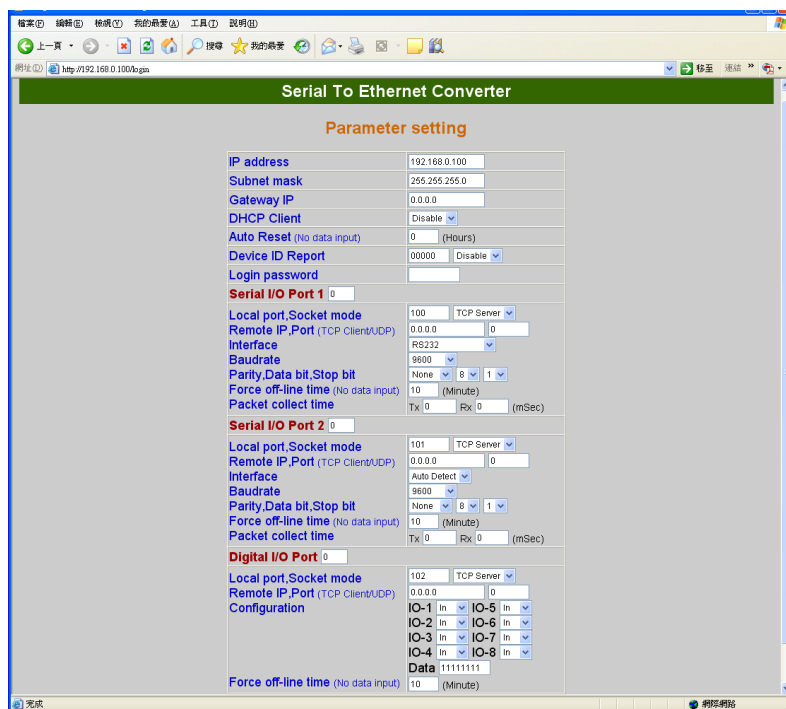 檔案(F) 編輯(E) 檢視(V) 我的最愛(A) 工具(T) 說明(H)
上一頁 搜尋 我的最愛
網址(D) http://192.168.0.100/login 移至 連結 »
Serial To Ethernet Converter
Parameter setting
IP address 192.168.0.100
Subnet mask 255.255.255.0
Gateway IP 0.0.0.0
DHCP Client Disable
Auto Reset (No data input) 0 (Hours)
Device ID Report 00000 Disable
Login password
Serial I/O Port 1 0
Local port,Socket mode 100 TCP Server
Remote IP,Port (TCP Client/UDP) 0.0.0.0 0
Interface RS232
Baudrate 9600
Parity,Data bit,Stop bit None 8 1
Force off-line time (No data input) 10 (Minute)
Packet collect time Tx 0 Rx 0 (mSec)
Serial I/O Port 2 0
Local port,Socket mode 101 TCP Server
Remote IP,Port (TCP Client/UDP) 0.0.0.0 0
Interface Auto Detect
Baudrate 9600
Parity,Data bit,Stop bit None 8 1
Force off-line time (No data input) 10 (Minute)
Packet collect time Tx 0 Rx 0 (mSec)
Digital I/O Port 0
Local port,Socket mode 102 TCP Server
Remote IP,Port (TCP Client/UDP) 0.0.0.0 0
Configuration IO-1 In IO-5 In
IO-2 In IO-6 In
IO-3 In IO-7 In
IO-4 In IO-8 In
Data 11111111
Force off-line time (No data input) 10 (Minute)
完成 網際網路